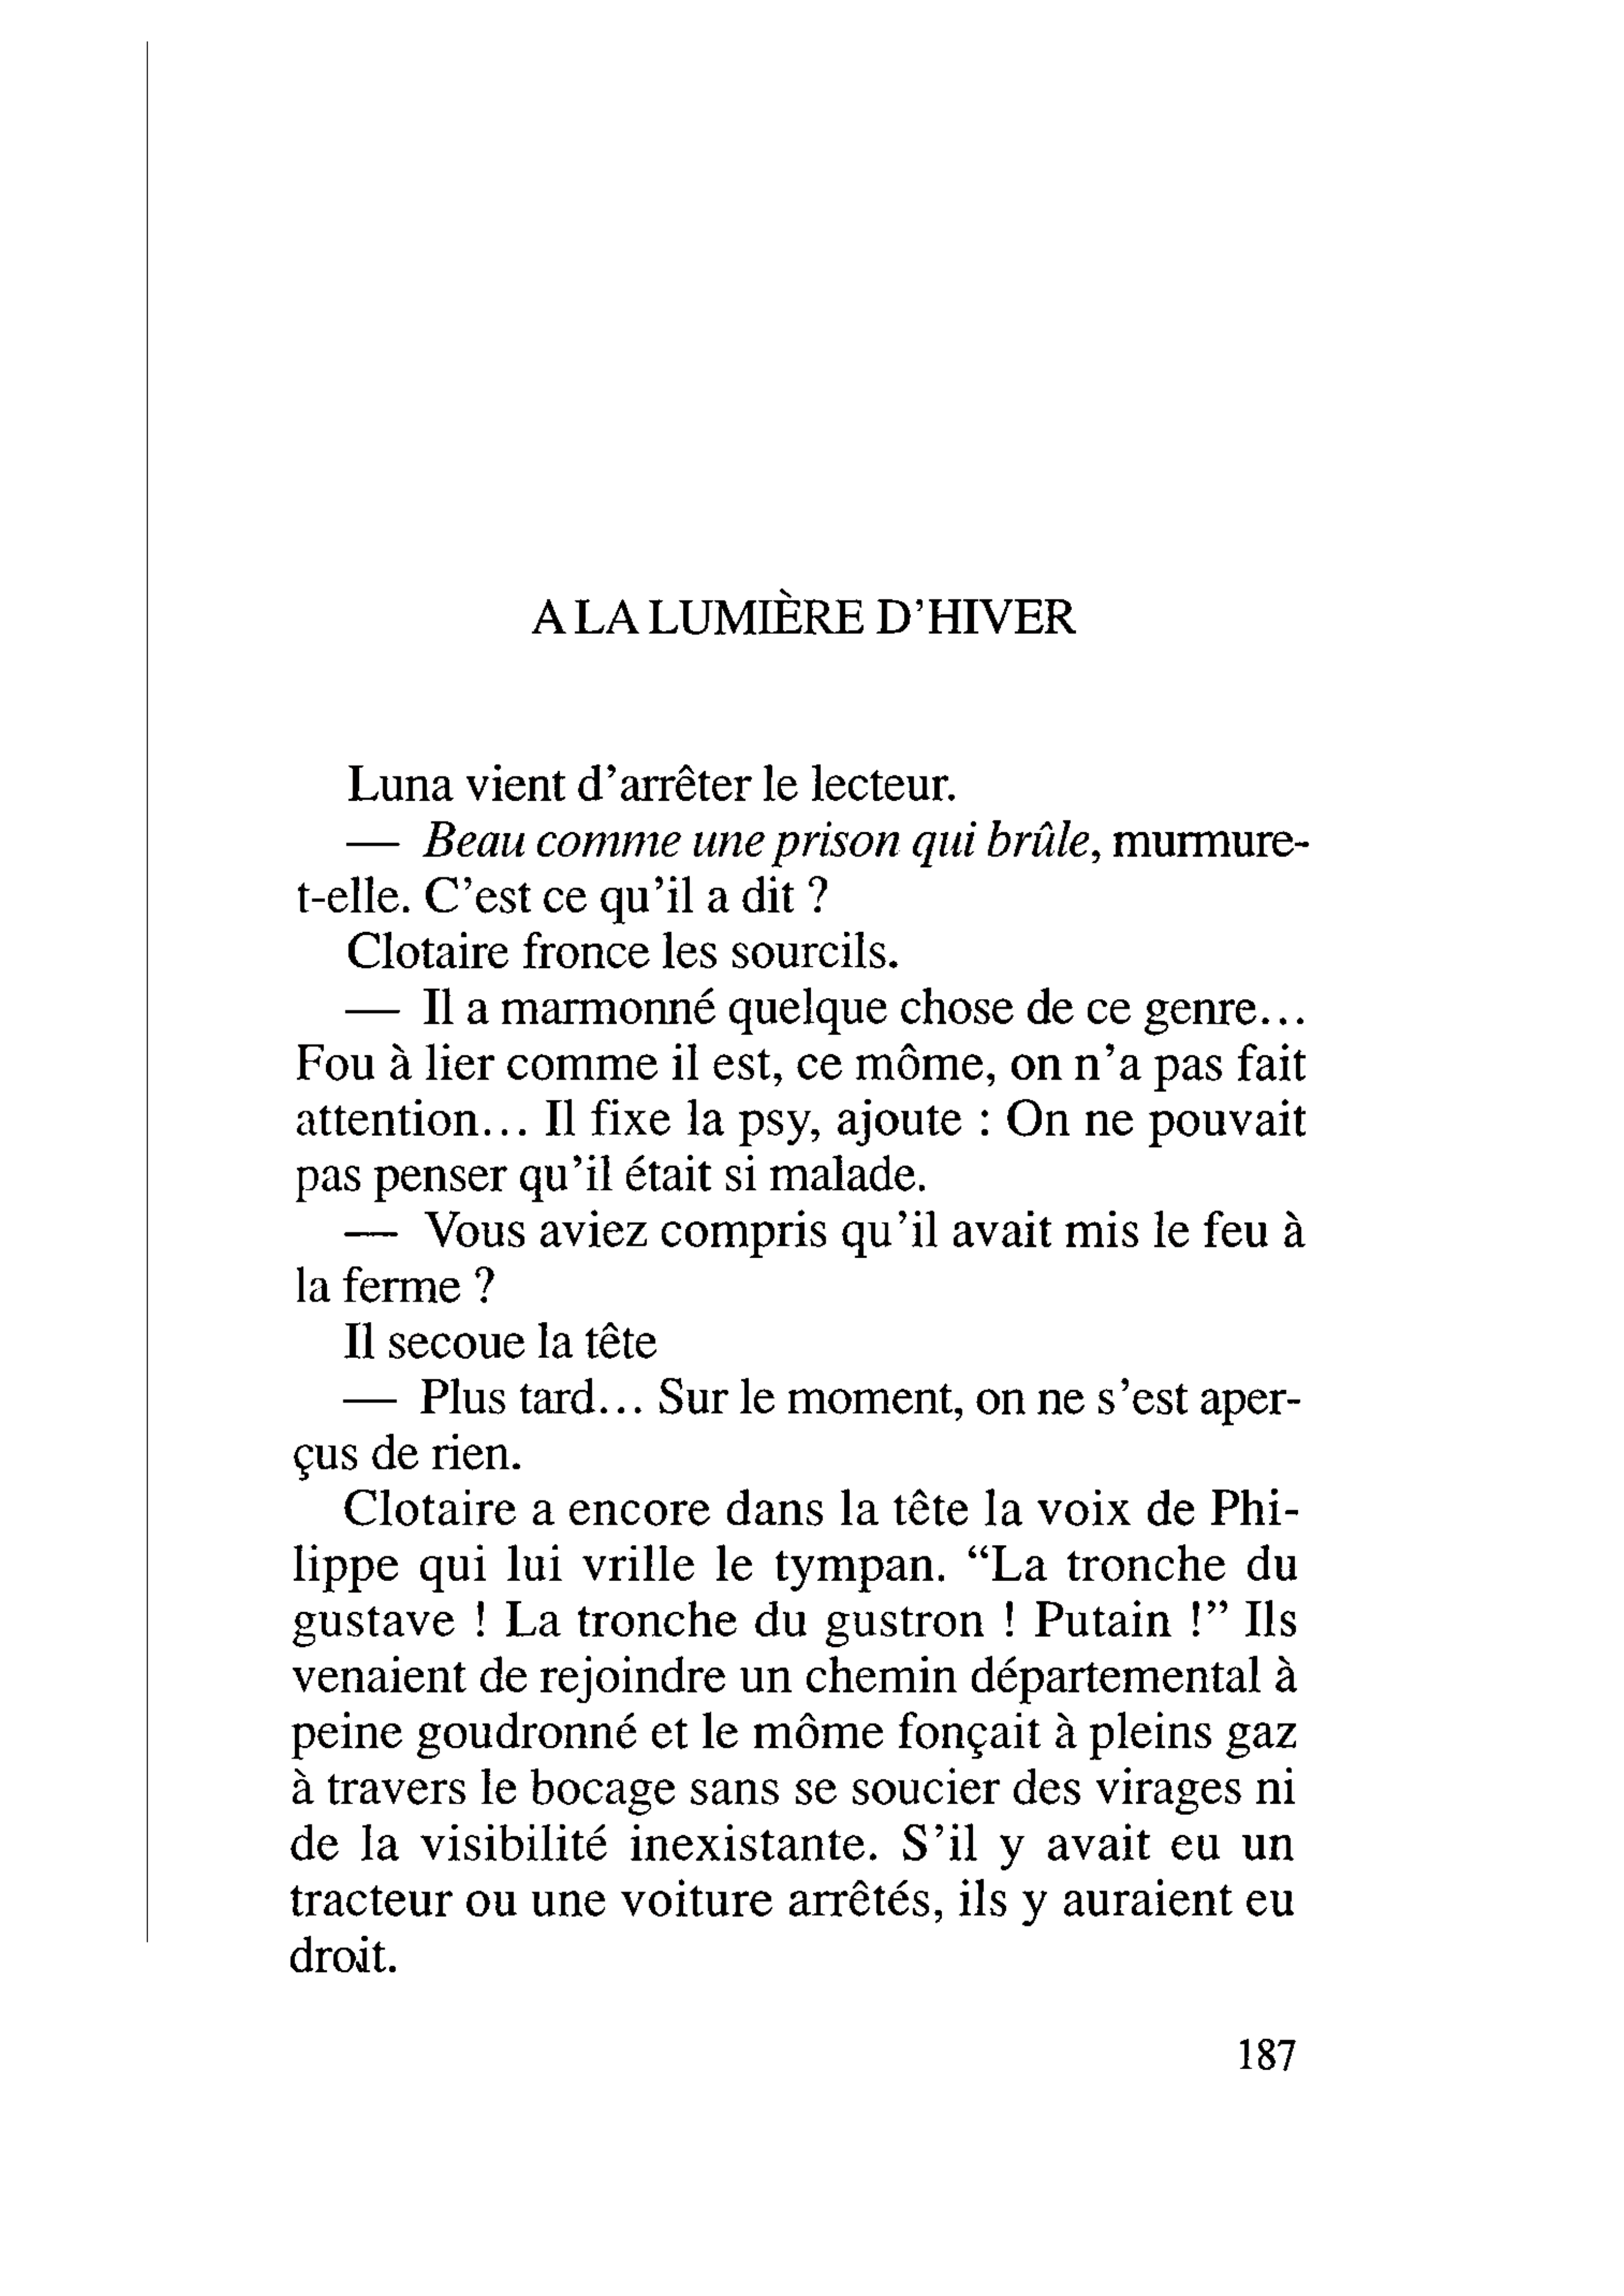 A LA LUMIÈRE D'HIVER
Luna vient d'arrêter le lecteur.
— Beau comme une prison qui brûle, murmure-
t-elle. C'est ce qu'il a dit ?
Clotaire fronce les sourcils.
— Il a marmonné quelque chose de ce genre...
Fou à lier comme il est, ce môme, on n'a pas fait
attention... Il fixe la psy, ajoute : On ne pouvait
pas penser qu'il était si malade.
— Vous aviez compris qu'il avait mis le feu à
la ferme ?
Il secoue la tête
— Plus tard... Sur le moment, on ne s'est aper-
çus de rien.
Clotaire a encore dans la tête la voix de Phi-
lippe qui lui vrille le tympan. “La tronche du
gustave ! La tronche du gustron ! Putain !” Ils
venaient de rejoindre un chemin départemental à
peine goudronné et le môme fonçait à pleins gaz
à travers le bocage sans se soucier des virages ni
de la visibilité inexistante. S'il y avait eu un
tracteur ou une voiture arrêtés, ils y auraient eu
droit.
187